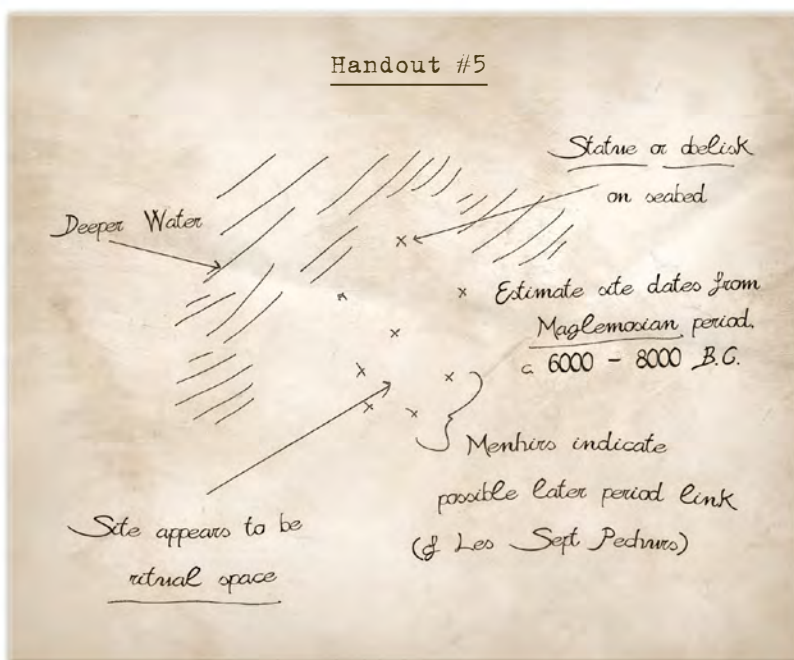 Handout #5
Statue or obelisk
on seabed
Deeper Water
Estimate site dates from
Maglemosian period.
c. 6000 - 8000 B.C.
Menhirs indicate
possible later period link
(cf Les Sept Pecheurs)
Site appears to be
ritual space